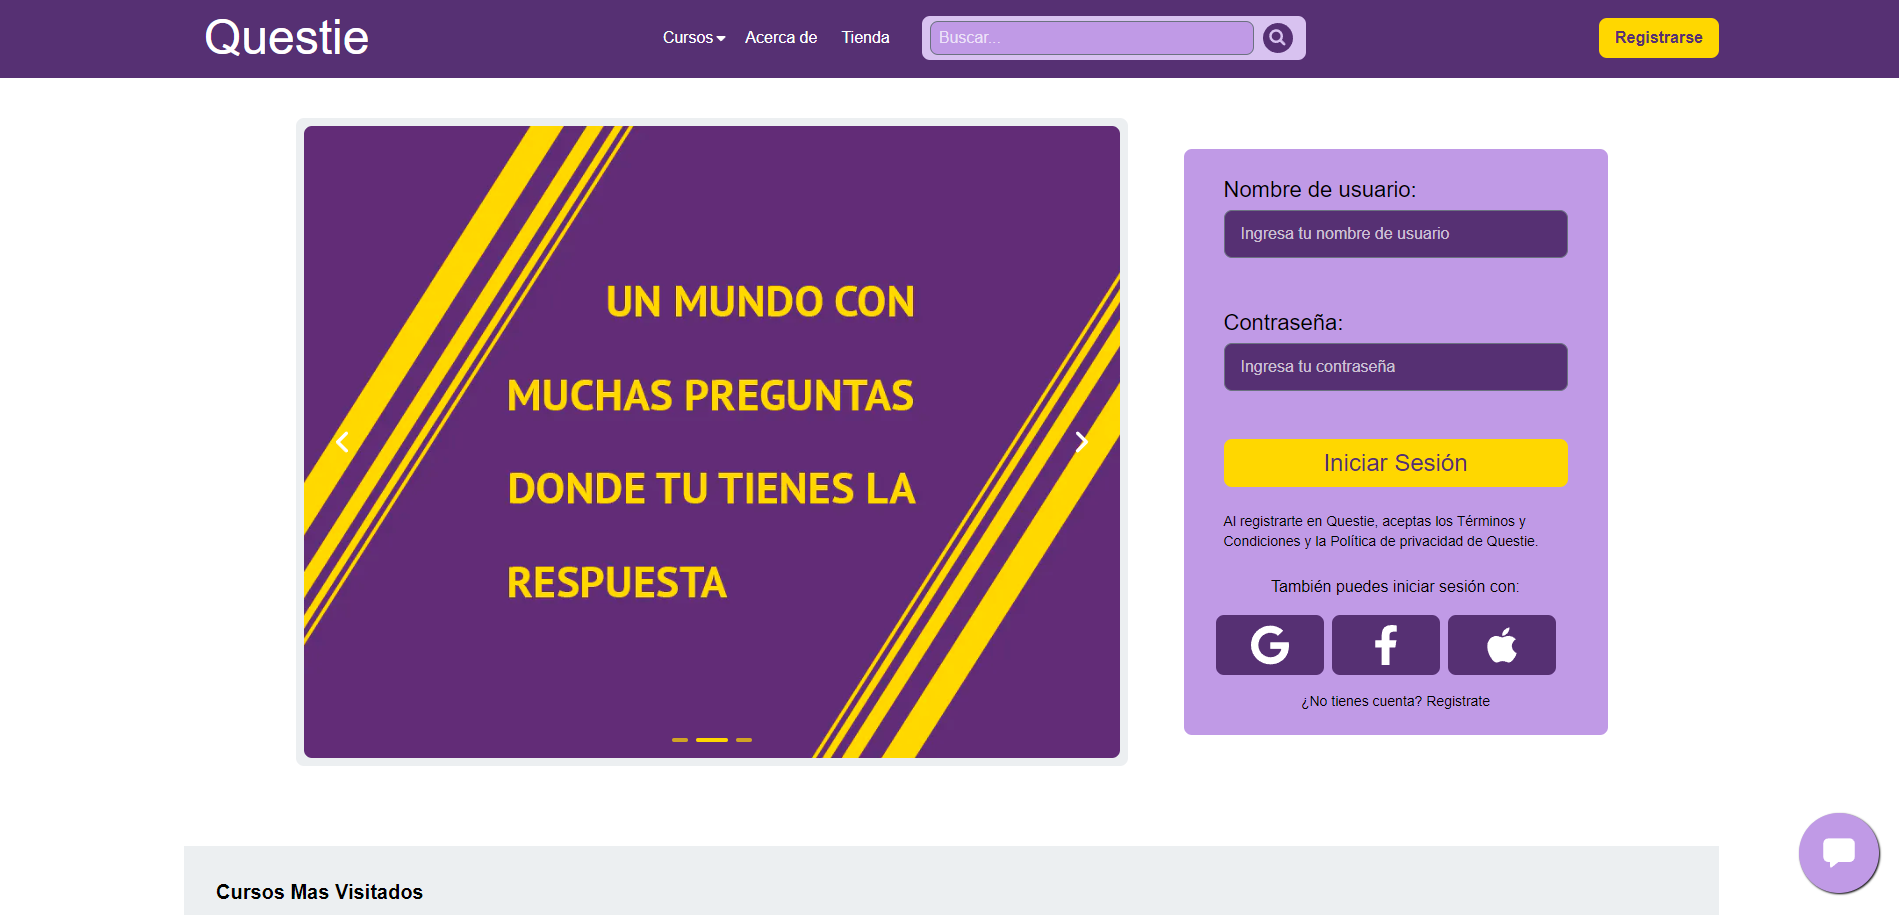 Questie
Cursos
Acerca de
Tienda
Buscar...
Registrarse
UN MUNDO CON
MUCHAS PREGUNTAS
DONDE TU TIENES LA
RESPUESTA
Nombre de usuario:
Ingresa tu nombre de usuario
Contraseña:
Ingresa tu contraseña
Iniciar Sesión
Al registrarte en Questie, aceptas los Términos y
Condiciones y la Política de privacidad de Questie.
También puedes iniciar sesión con:
¿No tienes cuenta? Registrate
Cursos Mas Visitados